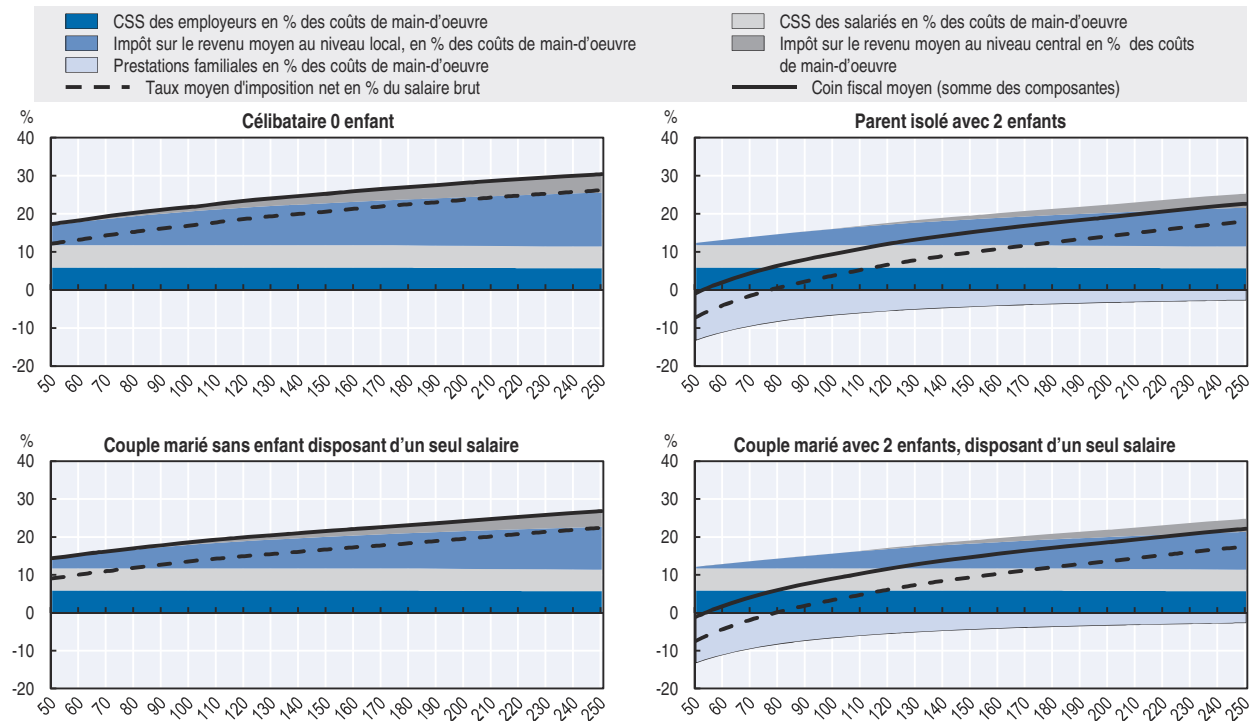 CSS des employeurs en % des coûts de main-d'oeuvre
CSS des salariés en % des coûts de main-d'oeuvre
Impôt sur le revenu moyen au niveau local, en % des coûts de main-d'oeuvre
Impôt sur le revenu moyen au niveau central en % des coûts
de main-d'oeuvre
Prestations familiales en % des coûts de main-d'oeuvre
Taux moyen d'imposition net en % du salaire brut
Coin fiscal moyen (somme des composantes)
%
Célibataire 0 enfant
40
30
20
10
0
-10
-20
50 60 70 80 90 100 110 120 130 140 150 160 170 180 190 200 210 220 230 240 250
%
Parent isolé avec 2 enfants
40
30
20
10
0
-10
-20
50 60 70 80 90 100 110 120 130 140 150 160 170 180 190 200 210 220 230 240 250
%
Couple marié sans enfant disposant d'un seul salaire
40
30
20
10
0
-10
-20
50 60 70 80 90 100 110 120 130 140 150 160 170 180 190 200 210 220 230 240 250
%
Couple marié avec 2 enfants, disposant d'un seul salaire
40
30
20
10
0
-10
-20
50 60 70 80 90 100 110 120 130 140 150 160 170 180 190 200 210 220 230 240 250